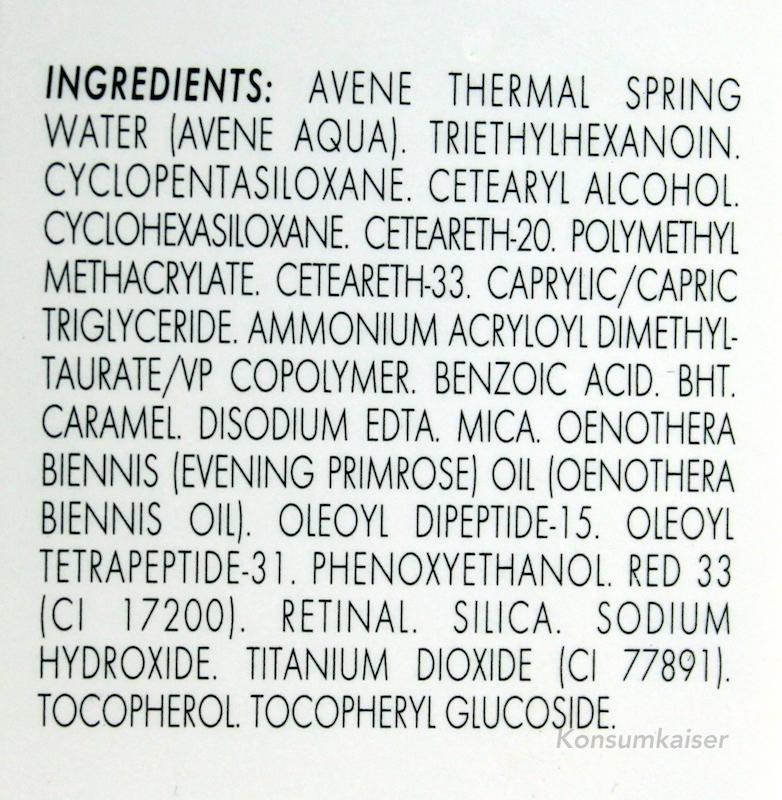 INGREDIENTS: AVENE THERMAL SPRING
WATER (AVENE AQUA). TRIETHYLHEXANOIN.
CYCLOPENTASILOXANE. CETEARYL ALCOHOL.
CYCLOHEXASILOXANE. CETEARETH-20. POLYMETHYL
METHACRYLATE. CETEARETH-33. CAPRYLIC/CAPRIC
TRIGLYCERIDE. AMMONIUM ACRYLOYL DIMETHYL-
TAURATE/VP COPOLYMER. BENZOIC ACID. BHT.
CARAMEL. DISODIUM EDTA. MICA. OENOTHERA
BIENNIS (EVENING PRIMROSE) OIL (OENOTHERA
BIENNIS OIL). OLEOYL DIPEPTIDE-15. OLEOYL
TETRAPEPTIDE-31. PHENOXYETHANOL. RED 33
(CI 17200). RETINAL. SILICA. SODIUM
HYDROXIDE. TITANIUM DIOXIDE (CI 77891).
TOCOPHEROL. TOCOPHERYL GLUCOSIDE.
Konsumkaiser